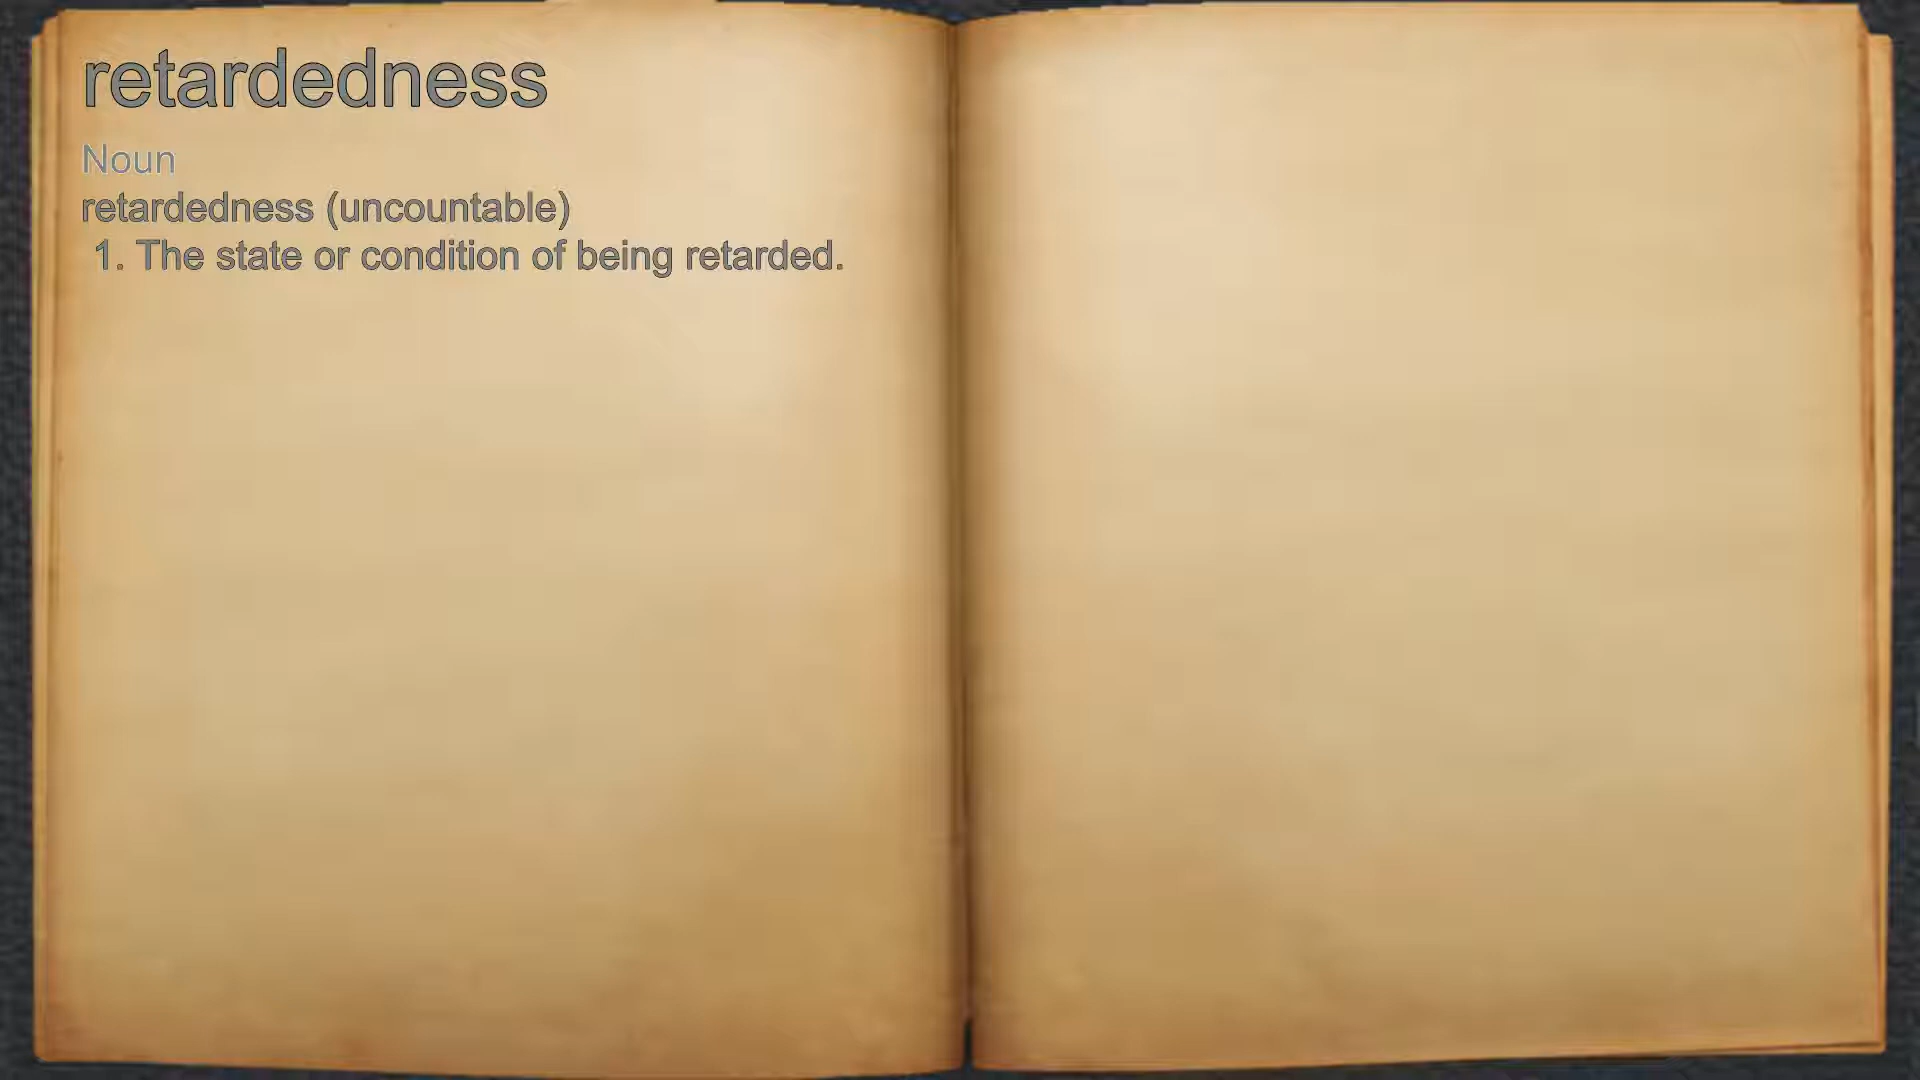 retardedness
Noun
retardedness (uncountable)
1. The state or condition of being retarded.